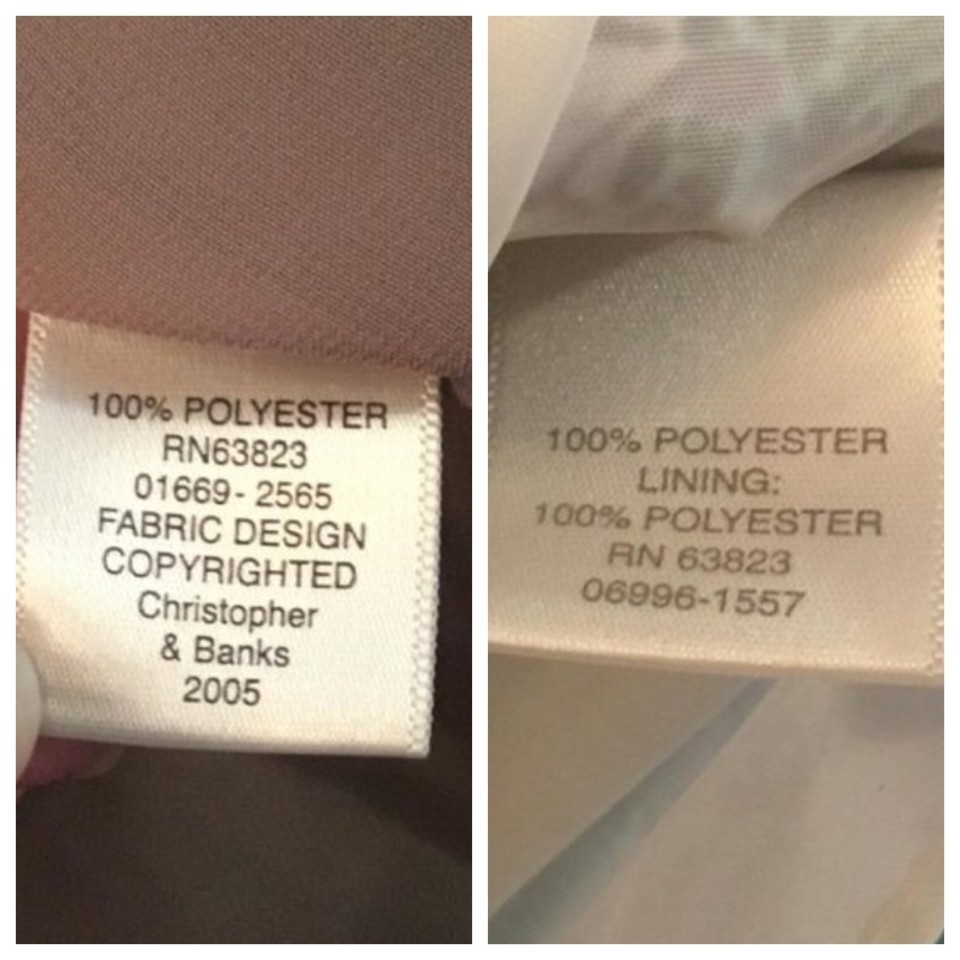 100% POLYESTER
RN63823
01669- 2565
FABRIC DESIGN
COPYRIGHTED
Christopher
& Banks
2005
100% POLYESTER
LINING:
100% POLYESTER
RN 63823
06996-1557